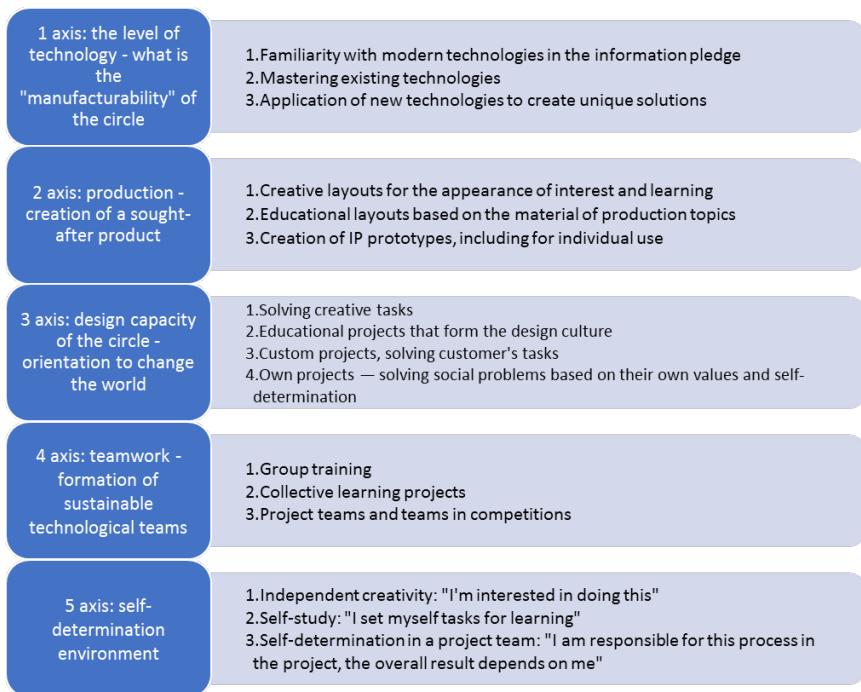 1 axis: the level of
technology - what is
the
"manufacturability" of
the circle
1.Familiarity with modern technologies in the information pledge
2.Mastering existing technologies
3.Application of new technologies to create unique solutions
2 axis: production -
creation of a sought-
after product
1.Creative layouts for the appearance of interest and learning
2.Educational layouts based on the material of production topics
3.Creation of IP prototypes, including for individual use
3 axis: design capacity
of the circle -
orientation to change
the world
1.Solving creative tasks
2.Educational projects that form the design culture
3.Custom projects, solving customer's tasks
4.Own projects — solving social problems based on their own values and self-
determination
4 axis: teamwork -
formation of
sustainable
technological teams
1.Group training
2.Collective learning projects
3.Project teams and teams in competitions
5 axis: self-
determination
environment
1.Independent creativity: "I'm interested in doing this"
2.Self-study: "I set myself tasks for learning"
3.Self-determination in a project team: "I am responsible for this process in
the project, the overall result depends on me"